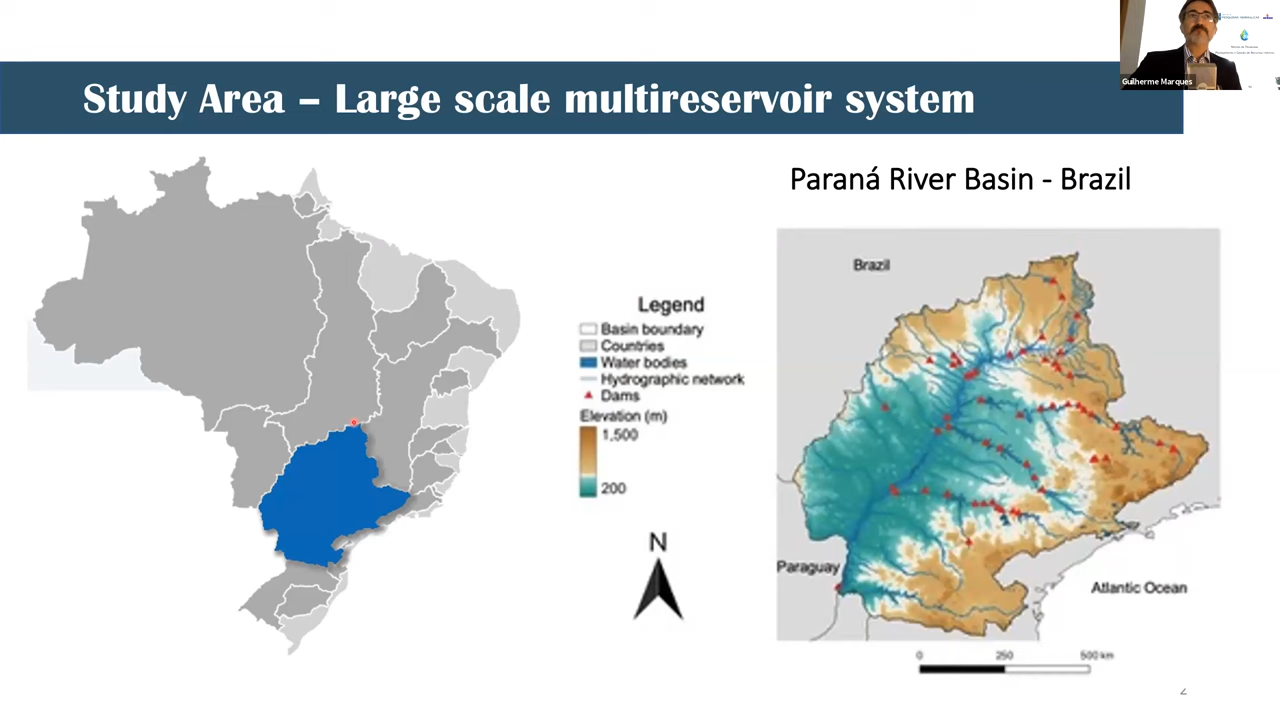 Study Area – Large scale multireservoir system
Guilherme Marques
Paraná River Basin - Brazil
Brazil
Legend
Basin boundary
Countries
Water bodies
Hydrographic network
Dams
Elevation (m)
1,500
200
N
Paraguay
Atlantic Ocean
0 250 500 km
2